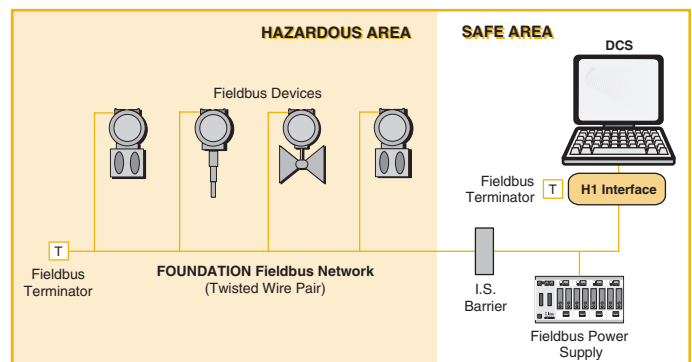 HAZARDOUS AREA
SAFE AREA
DCS
Fieldbus Devices
Fieldbus
Terminator
T
H1 Interface
T
Fieldbus
Terminator
FOUNDATION Fieldbus Network
(Twisted Wire Pair)
I.S.
Barrier
Fieldbus Power
Supply